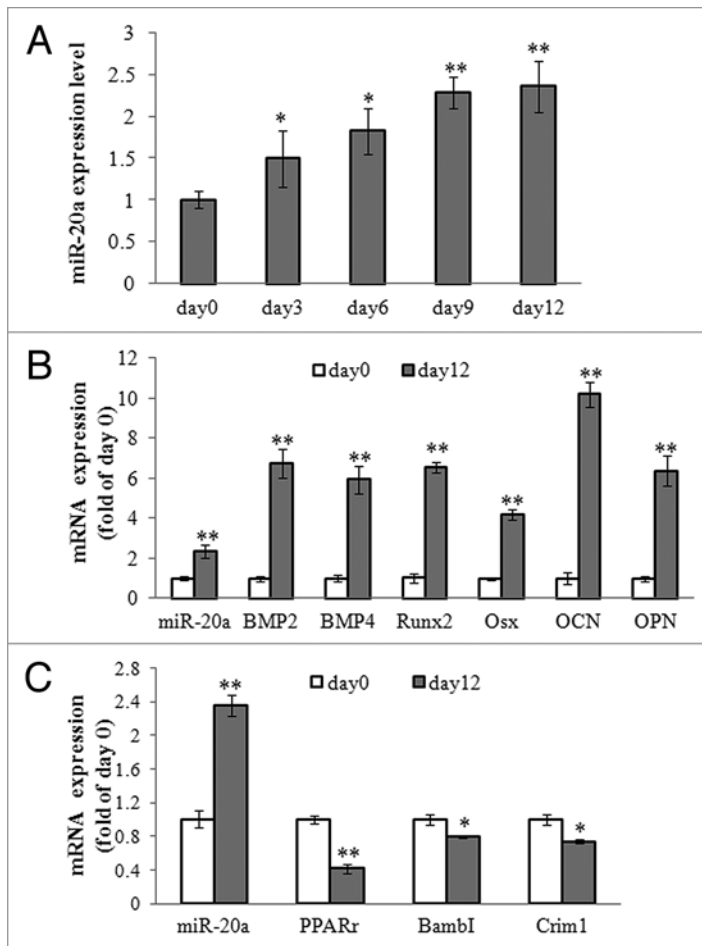 A
miR-20a expression level
3
2.5
2
1.5
1
0.5
0
*
*
**
**
day0 day3 day6 day9 day12
B
mRNA expression
(fold of day 0)
12
10
8
6
4
2
0
day0 day12
**
**
**
**
**
**
**
miR-20a BMP2 BMP4 Runx2 Osx OCN OPN
C
mRNA expression
(fold of day 0)
2.8
2.4
2
1.6
1.2
0.8
0.4
0
day0 day12
**
**
*
*
miR-20a PPARr BambI Crim1